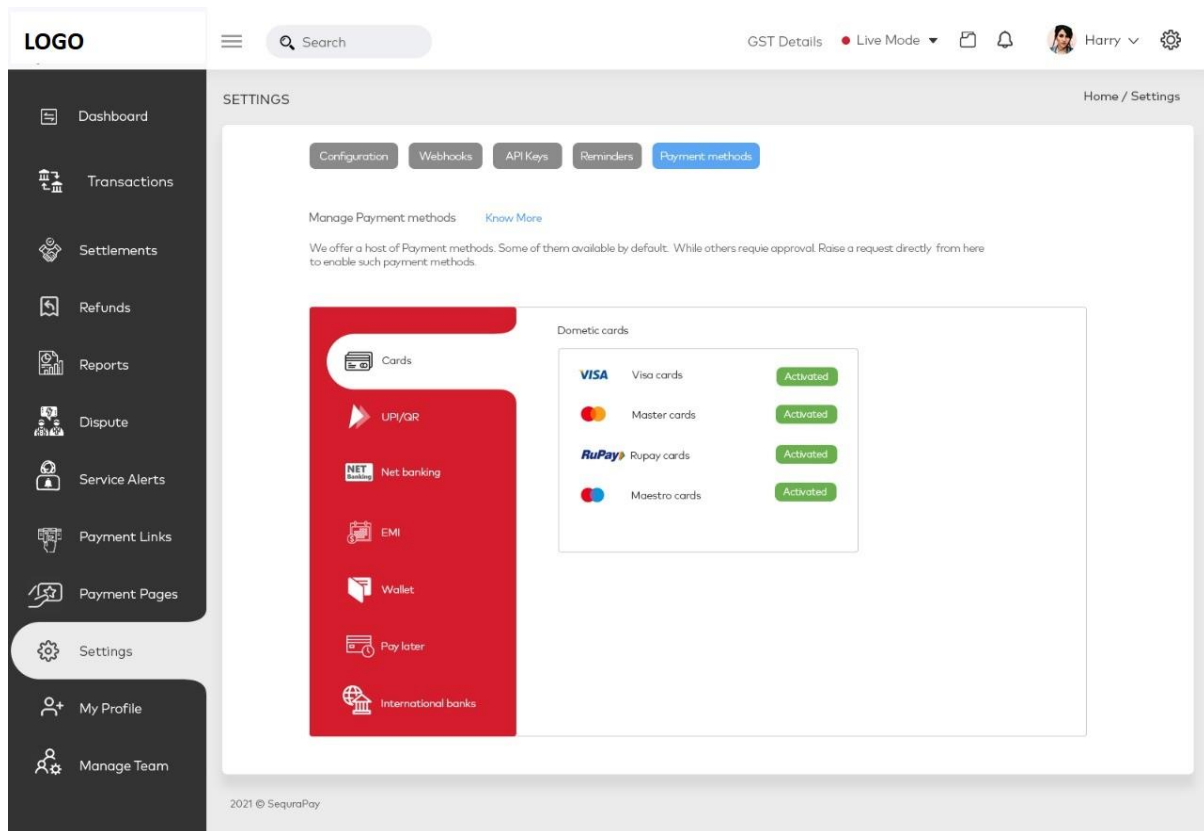 LOGO
Search
GST Details
Live Mode
Harry
Dashboard
Transactions
Settlements
Refunds
Reports
Dispute
Service Alerts
Payment Links
Payment Pages
Settings
My Profile
Manage Team
SETTINGS
Home / Settings
Configuration
Webhooks
API Keys
Reminders
Payment methods
Manage Payment methods
Know More
We offer a host of Payment methods. Some of them available by default. While others requie approval. Raise a request directly from here
to enable such payment methods.
Cards
UPI/QR
NET
Banking
Net banking
EMI
Wallet
Pay later
International banks
Dometic cards
VISA Visa cards Activated
Master cards Activated
RuPay Rupay cards Activated
Maestro cards Activated
2021 © SequraPay